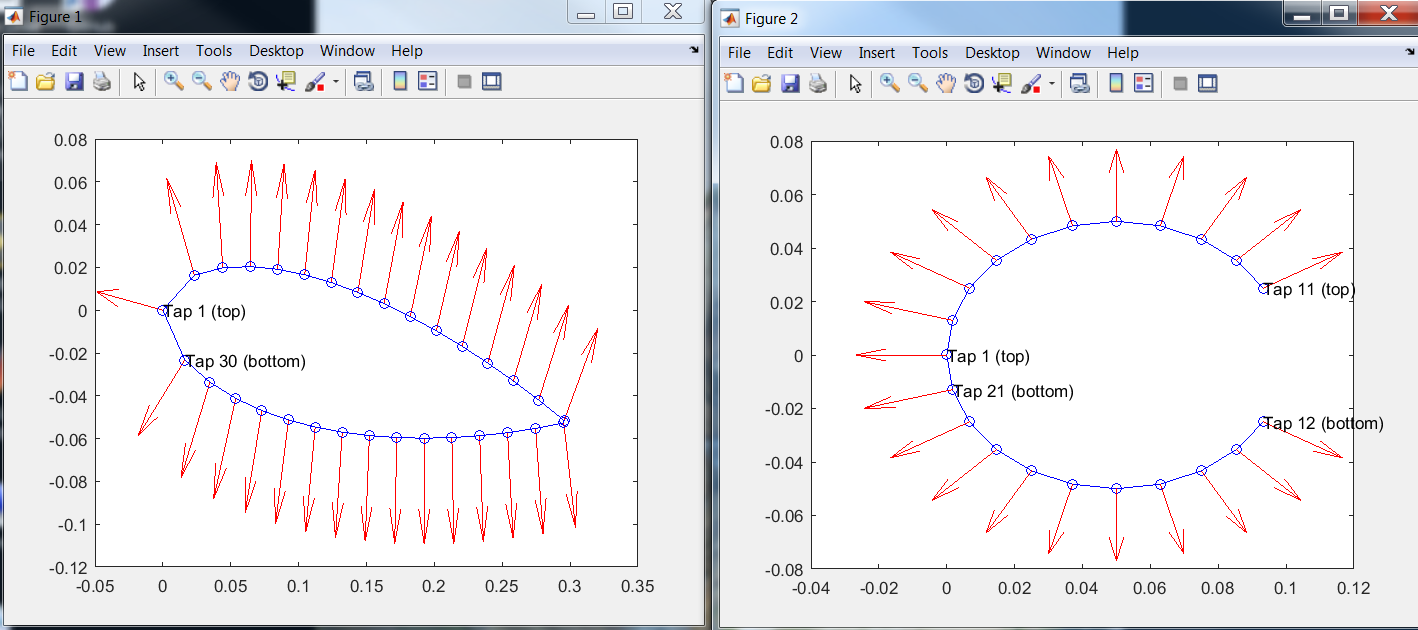 Figure 1
File Edit View Insert Tools Desktop Window Help
0.08
0.06
0.04
0.02
0
-0.02
-0.04
-0.06
-0.08
-0.1
-0.12
-0.05 0 0.05 0.1 0.15 0.2 0.25 0.3 0.35
Tap 1 (top)
Tap 30 (bottom)
Figure 2
File Edit View Insert Tools Desktop Window Help
0.08
0.06
0.04
0.02
0
-0.02
-0.04
-0.06
-0.08
-0.04 -0.02 0 0.02 0.04 0.06 0.08 0.1 0.12
Tap 11 (top)
Tap 1 (top)
Tap 21 (bottom)
Tap 12 (bottom)